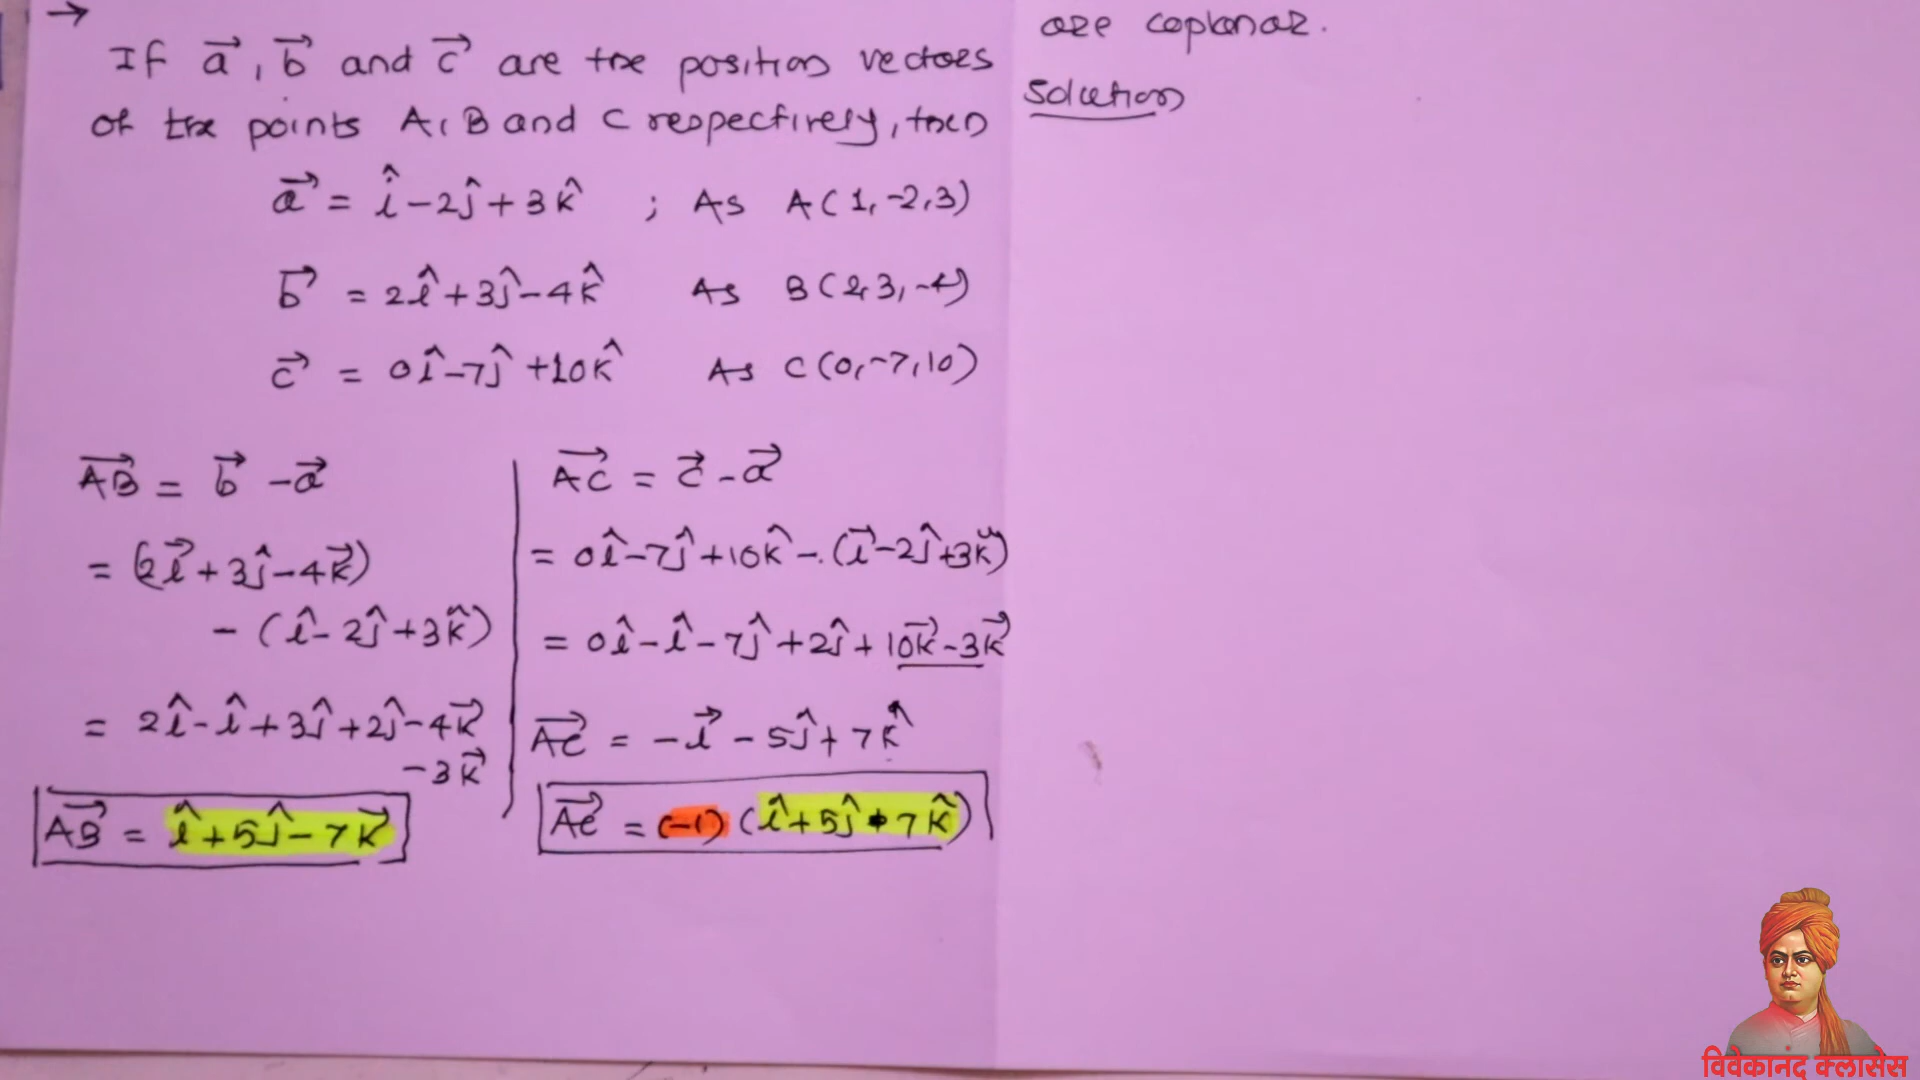 →
If a⃗, b⃗ and c⃗ are the position vectors
of the points A, B and C respectively, then
a⃗ = î - 2ĵ + 3k̂ ; As A(1, -2, 3)
b⃗ = 2î + 3ĵ - 4k̂ As B(2, 3, -4)
c⃗ = 0î - 7ĵ + 10k̂ As C(0, -7, 10)
AB⃗ = b⃗ - a⃗
= (2i⃗ + 3ĵ - 4k⃗)
- (î - 2ĵ + 3k̂)
= 2î - î + 3ĵ + 2ĵ - 4k⃗
- 3k⃗
AB⃗ = î + 5ĵ - 7k⃗
AC⃗ = c⃗ - a⃗
= 0î - 7ĵ + 10k̂ - (i⃗ - 2ĵ + 3k̂)
= 0î - î - 7ĵ + 2ĵ + 10k⃗ - 3k⃗
AC⃗ = -i⃗ - 5ĵ + 7k̂
AC⃗ = (-1) (î + 5ĵ - 7k̂)
are coplanar.
Solution
विवेकानंद क्लासेस